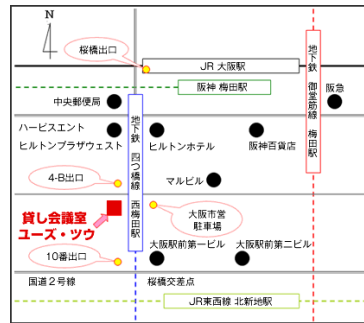 N
桜橋出口
JR 大阪駅
阪神 梅田駅
地下鉄 御堂筋線 梅田駅
中央郵便局
阪急
ハービスエント
ヒルトンプラザウェスト
地下鉄 四つ橋線 西梅田駅
ヒルトンホテル
阪神百貨店
4-B出口
マルビル
貸し会議室
ユーズ・ツウ
大阪市営
駐車場
10番出口
大阪駅前第一ビル
大阪駅前第二ビル
国道2号線
桜橋交差点
JR東西線 北新地駅